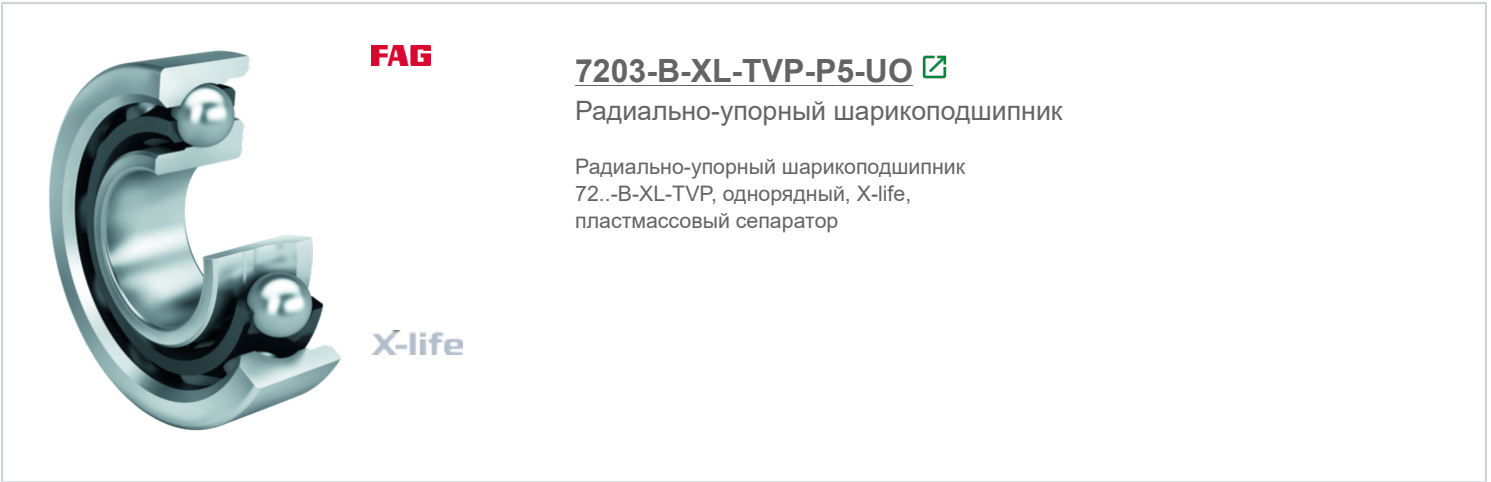 FAG
7203-B-XL-TVP-P5-UO
Радиально-упорный шарикоподшипник
Радиально-упорный шарикоподшипник
72..-B-XL-TVP, однорядный, X-life,
пластмассовый сепаратор
X-life